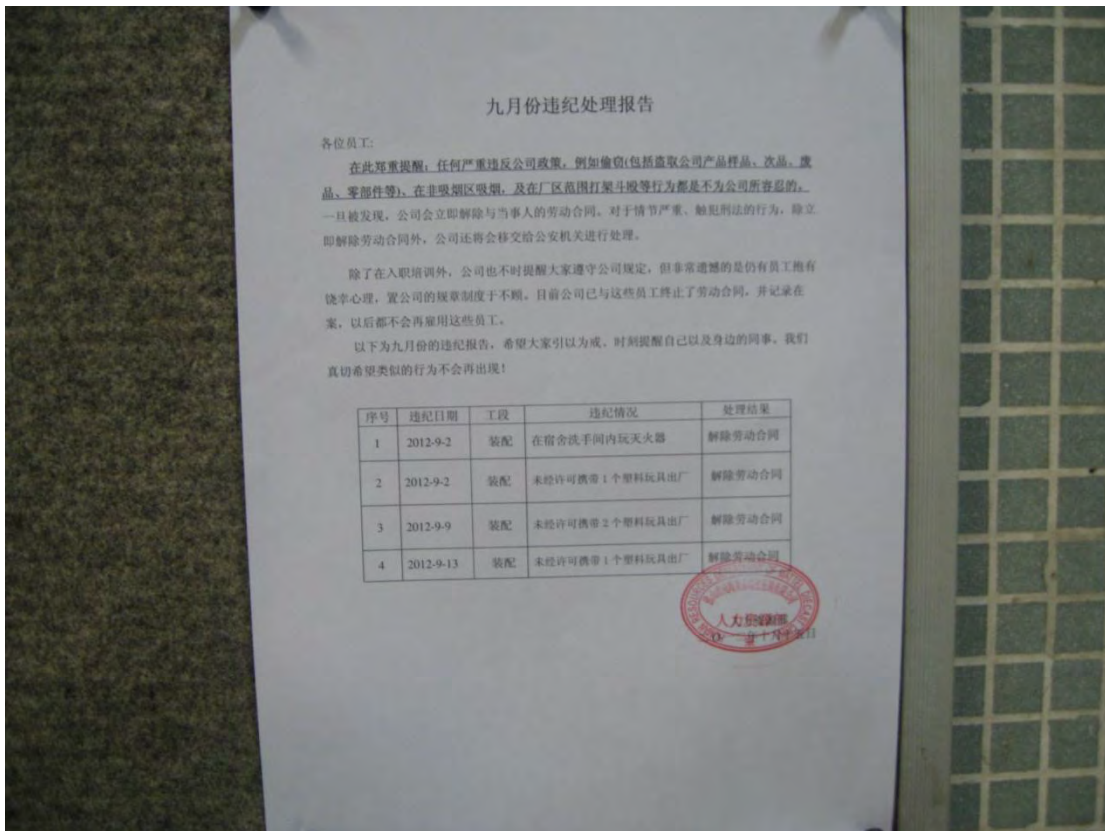 九月份违纪处理报告
各位员工:
在此郑重提醒：任何严重违反公司政策，例如偷窃(包括盗取公司产品样品、次品、废
品、零部件等)、在非吸烟区吸烟，及在厂区范围打架斗殴等行为都是不为公司所容忍的。
一旦被发现，公司会立即解除与当事人的劳动合同。对于情节严重、触犯刑法的行为，除立
即解除劳动合同外，公司还将会移交给公安机关进行处理。
除了在入职培训外，公司也不时提醒大家遵守公司规定，但非常遗憾的是仍有员工抱有
侥幸心理，置公司的规章制度于不顾。目前公司已与这些员工终止了劳动合同，并记录在
案，以后都不会再雇用这些员工。
以下为九月份的违纪报告，希望大家引以为戒、时刻提醒自己以及身边的同事。我们
真切希望类似的行为不会再出现！
序号 违纪日期 工段 违纪情况 处理结果
1 2012-9-2 装配 在宿舍洗手间内玩灭火器 解除劳动合同
2 2012-9-2 装配 未经许可携带1个塑料玩具出厂 解除劳动合同
3 2012-9-9 装配 未经许可携带2个塑料玩具出厂 解除劳动合同
4 2012-9-13 装配 未经许可携带1个塑料玩具出厂 解除劳动合同
人力资源部